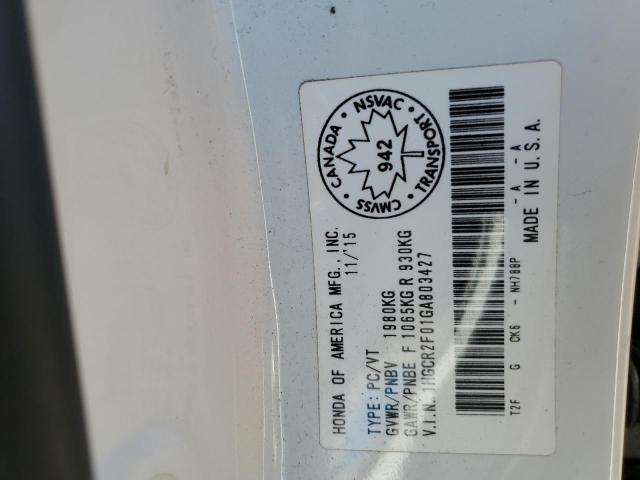 HONDA OF AMERICA MFG., INC.
11/'15
TYPE: PC/VT
GVWR/PNBV 1980KG
GAWR/PNBE F 1065KG R 930KG
V.I.N. 1HGCR2F01GA803427
CANADA • NSVAC • TRANSPORT • CMVSS •
942
T2F G CK6 - NH788P - A - A
MADE IN U.S.A.